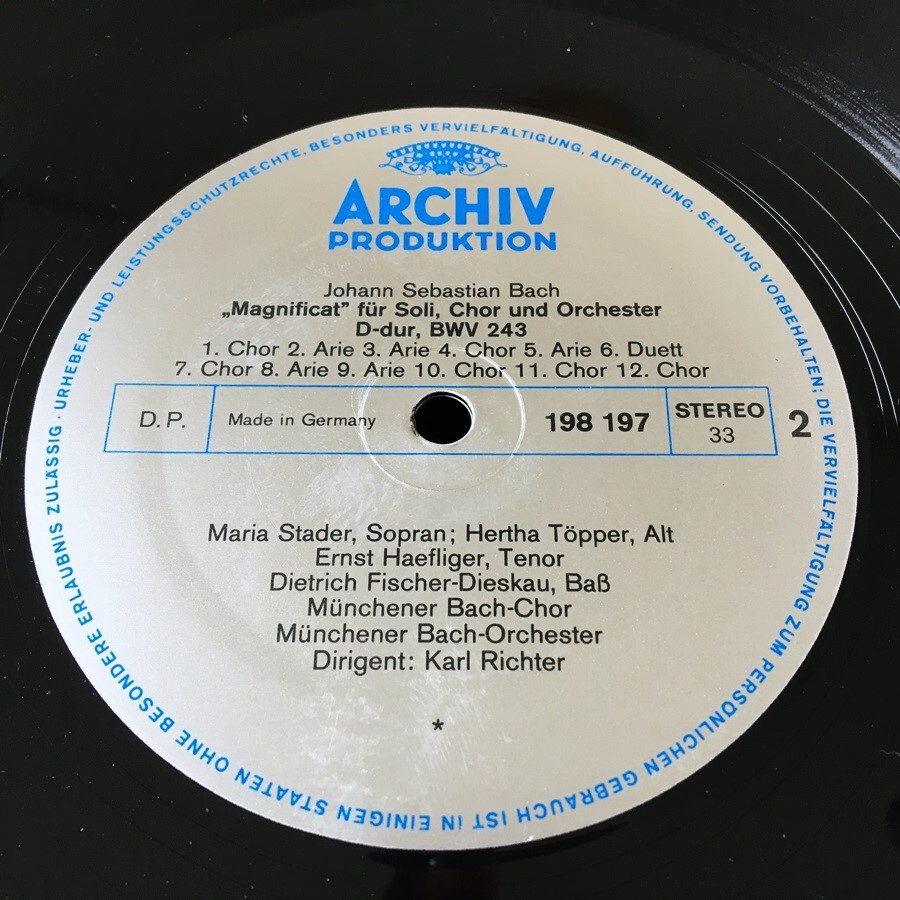 URHEBER- UND LEISTUNGSSCHUTZRECHTE, BESONDERS VERVIELFÄLTIGUNG, AUFFÜHRUNG, SENDUNG VORBEHALTEN; DIE VERVIELFÄLTIGUNG ZUM PERSÖNLICHEN GEBRAUCH IST IN EINIGEN STAATEN OHNE BESONDERE ERLAUBNIS ZULÄSSIG ·
ARCHIV
PRODUKTION
Johann Sebastian Bach
„Magnificat” für Soli, Chor und Orchester
D-dur, BWV 243
1. Chor 2. Arie 3. Arie 4. Chor 5. Arie 6. Duett
7. Chor 8. Arie 9. Arie 10. Chor 11. Chor 12. Chor
D. P. Made in Germany 198 197 STEREO 2
33
Maria Stader, Sopran; Hertha Töpper, Alt
Ernst Haefliger, Tenor
Dietrich Fischer-Dieskau, Baß
Münchener Bach-Chor
Münchener Bach-Orchester
Dirigent: Karl Richter
*